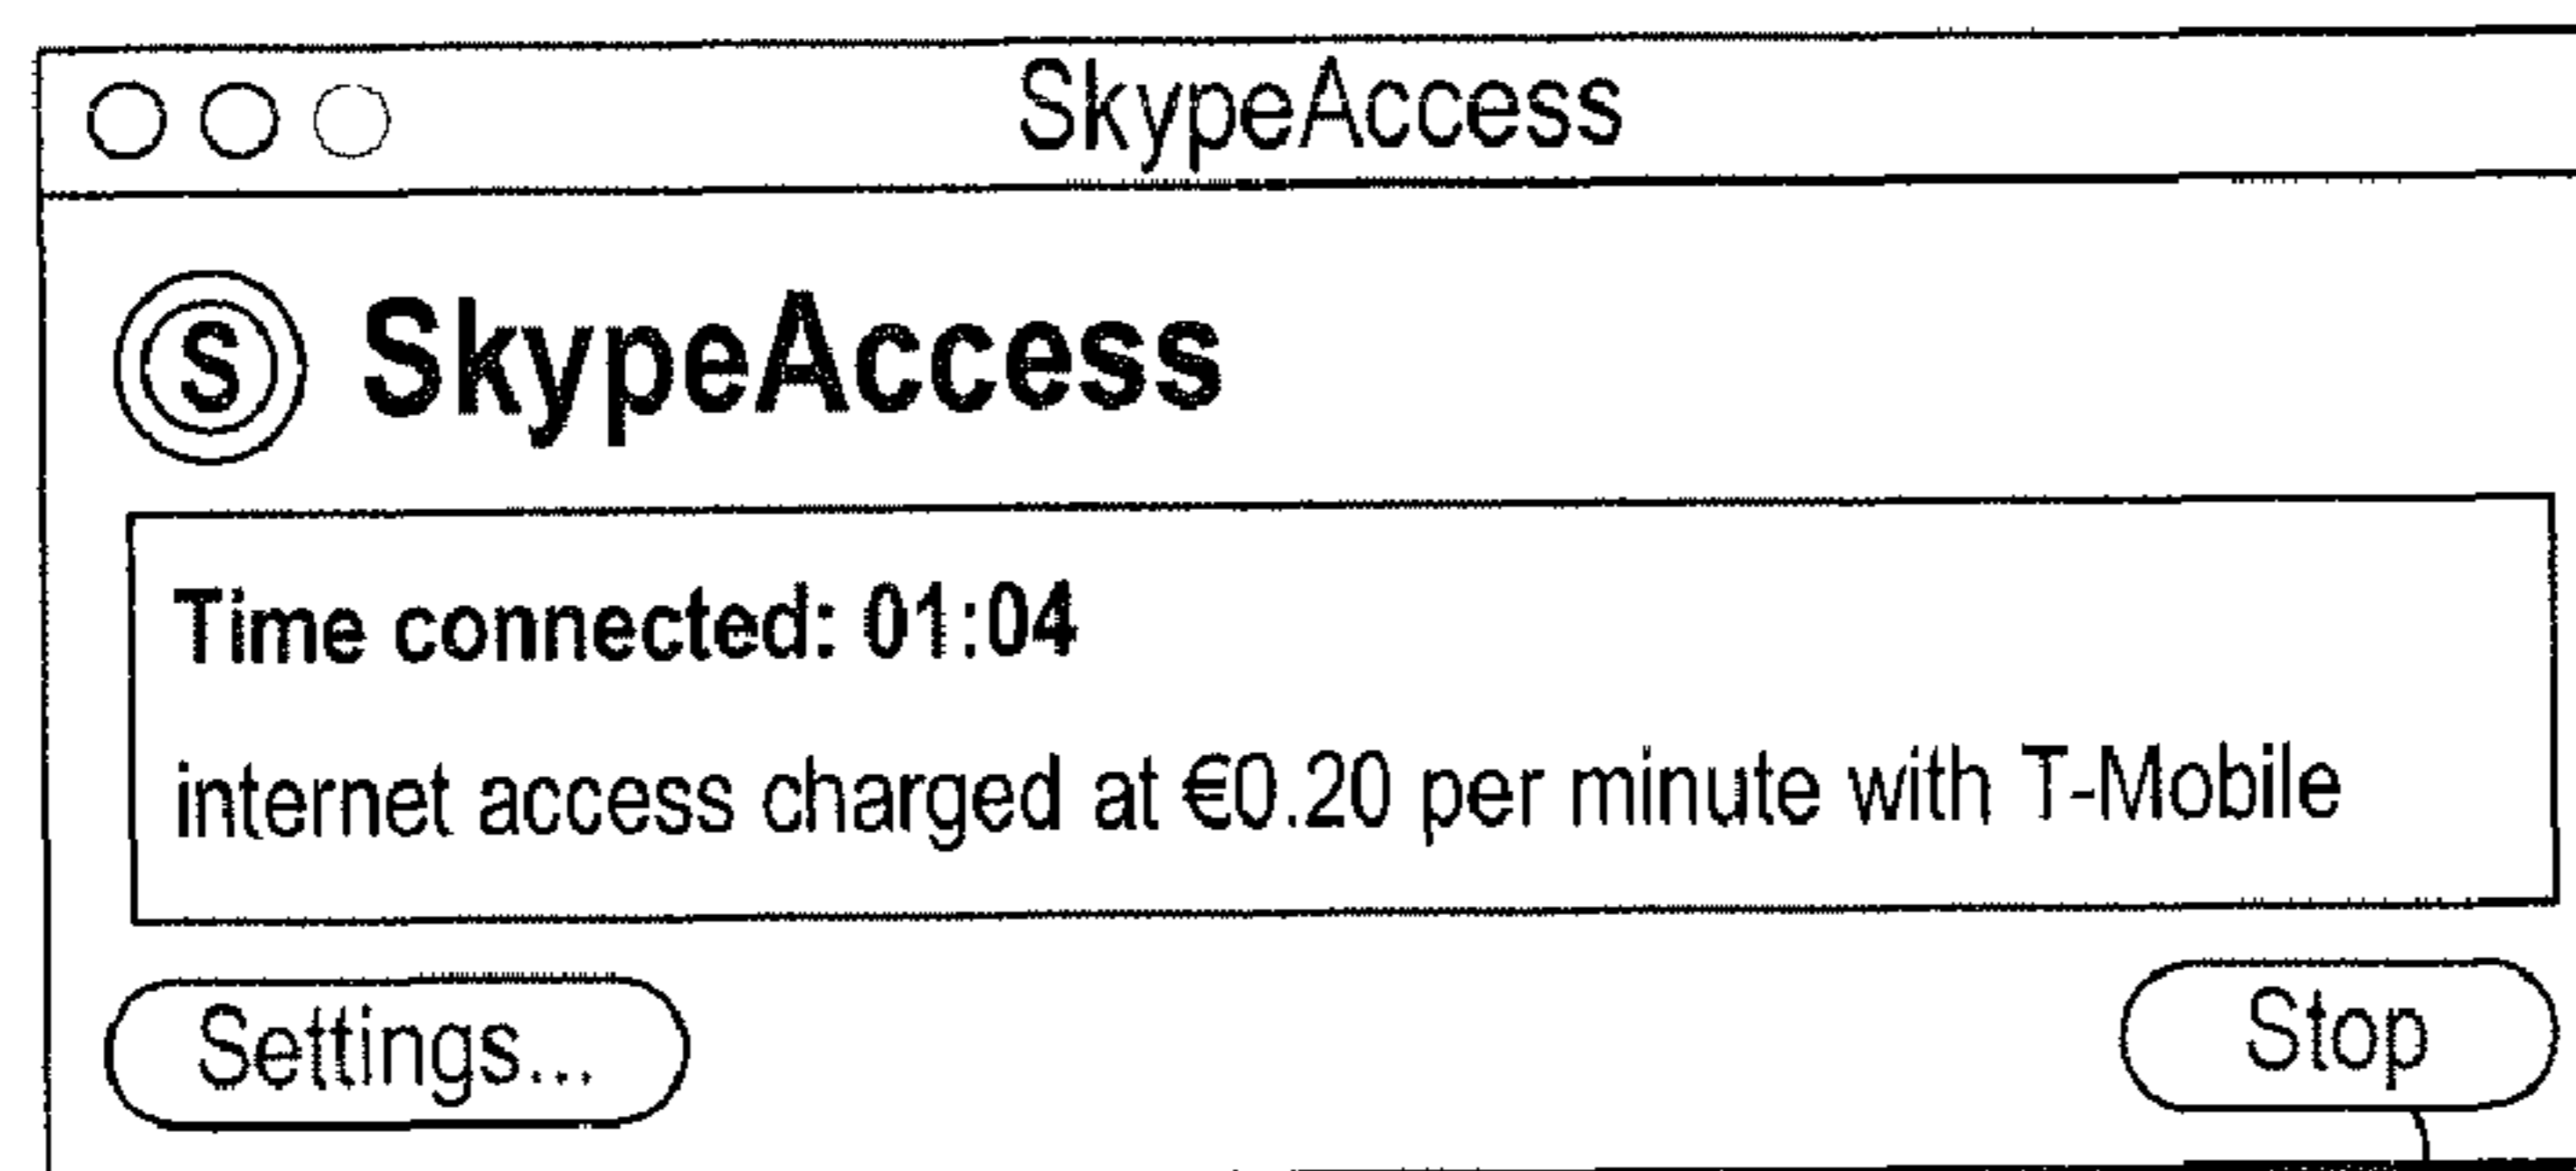 SkypeAccess
S SkypeAccess
Time connected: 01:04
internet access charged at €0.20 per minute with T-Mobile
Settings... Stop